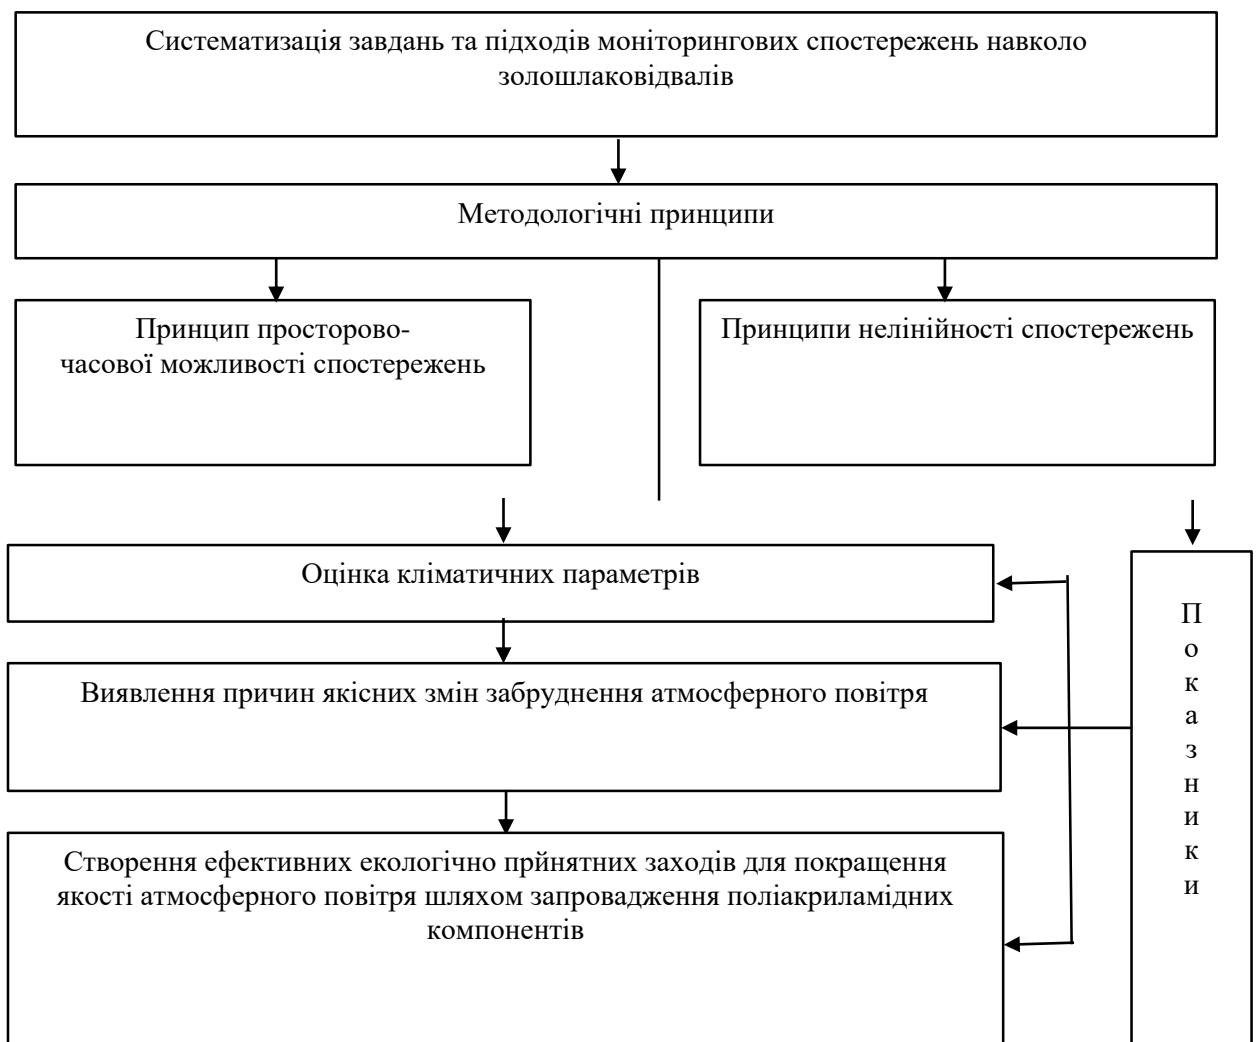 Систематизація завдань та підходів моніторингових спостережень навколо
золошлаковідвалів
Методологічні принципи
Принцип просторово-
часової можливості спостережень
Принципи нелінійності спостережень
Оцінка кліматичних параметрів
Виявлення причин якісних змін забруднення атмосферного повітря
Створення ефективних екологічно прйнятних заходів для покращення
якості атмосферного повітря шляхом запровадження поліакриламідних
компонентів
П
о
к
а
з
н
и
к
и